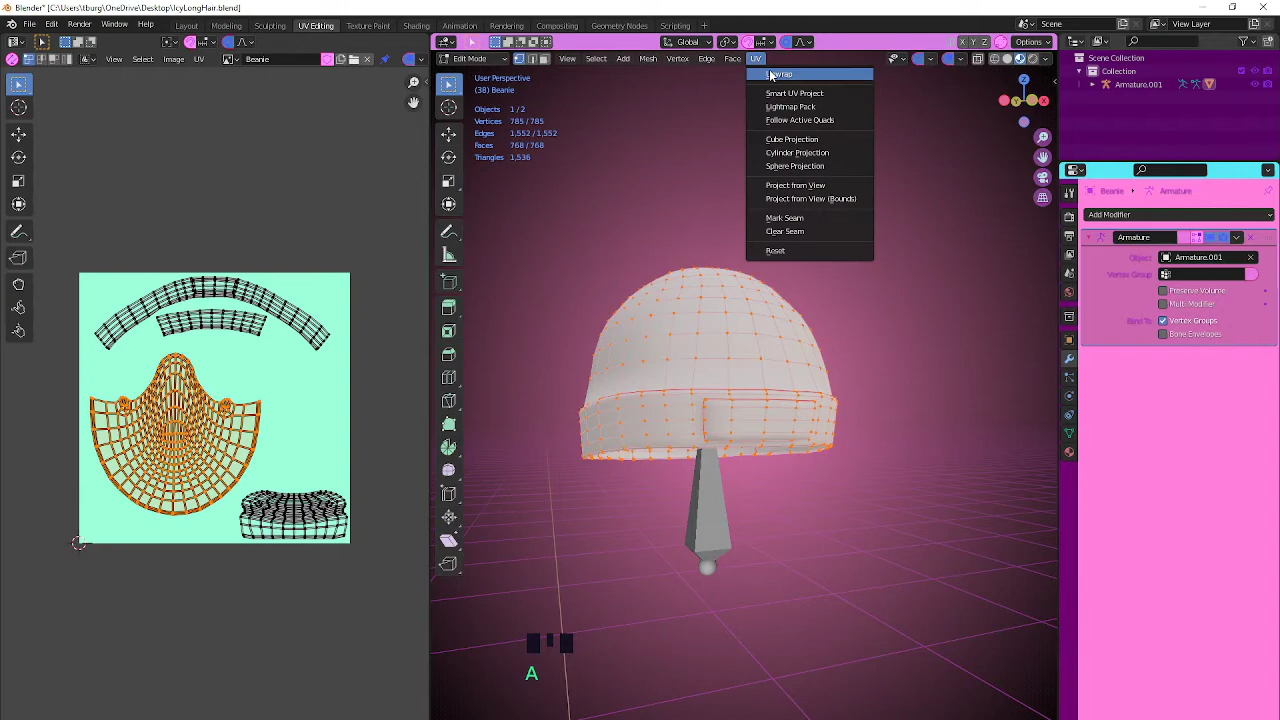 Blender* [C:\Users\tburg\OneDrive\Desktop\IcyLongHair.blend]
File Edit Render Window Help Layout Modeling Sculpting UV Editing Texture Paint Shading Animation Rendering Compositing Geometry Nodes Scripting + Scene View Layer
Global X Y Z Options
View Select Image UV Beanie
Edit Mode View Select Add Mesh Vertex Edge Face UV
User Perspective
(38) Beanie
Objects 1 / 2
Vertices 785 / 785
Edges 1,552 / 1,552
Faces 768 / 768
Triangles 1,536
Smart UV Project
Lightmap Pack
Follow Active Quads
Cube Projection
Cylinder Projection
Sphere Projection
Project from View
Project from View (Bounds)
Mark Seam
Clear Seam
Reset
Z
Y
X
A
Scene Collection
Collection
Armature.001
Beanie Armature
Add Modifier
Armature
Object Armature.001
Vertex Group
Preserve Volume
Multi Modifier
Bind To Vertex Groups
Bone Envelopes